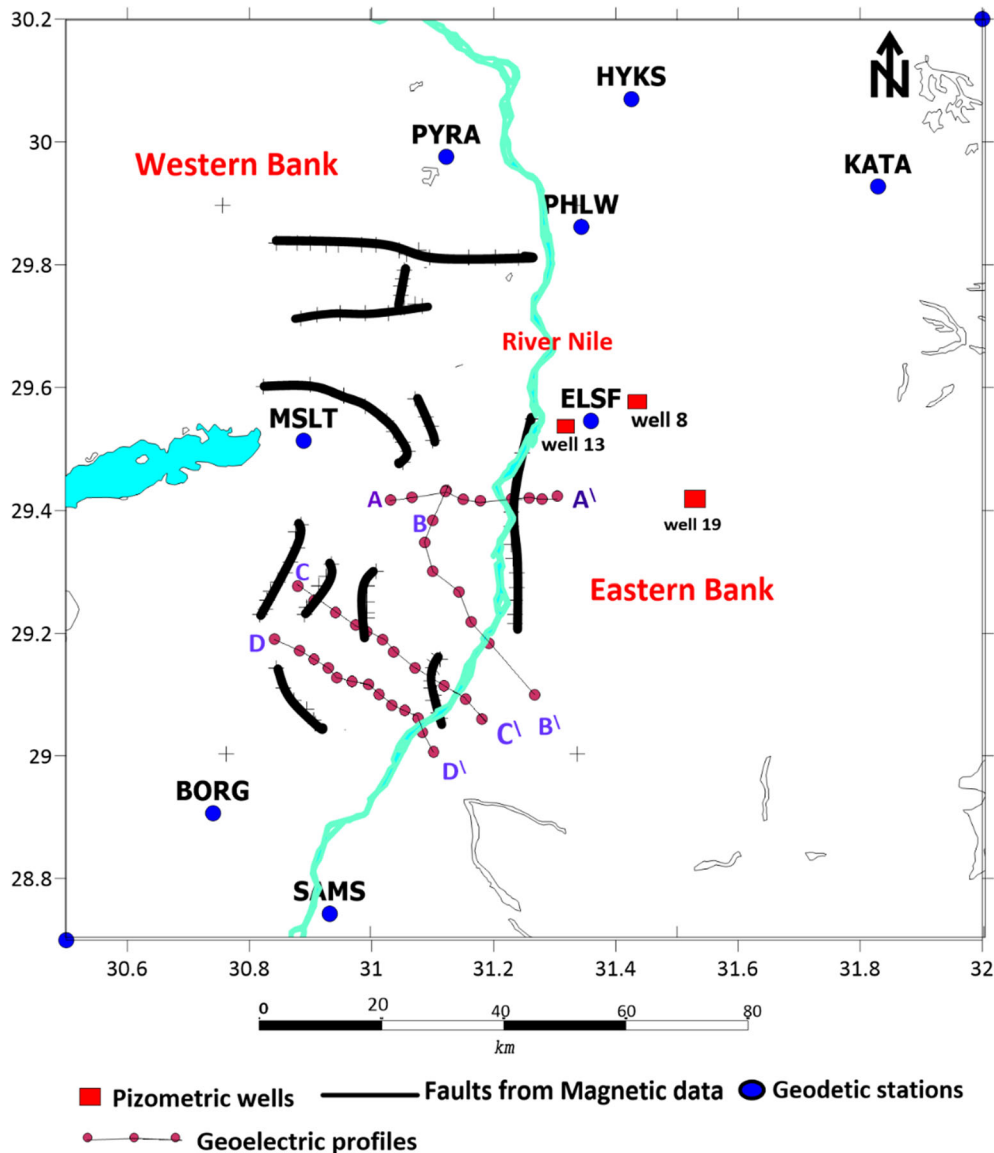 30.2
N
HYKS
PYRA
30
Western Bank
KATA
PHLW
29.8
River Nile
29.6
ELSF
MSLT
well 8
well 13
A
A\
29.4
B
well 19
C
Eastern Bank
29.2
D
C\
B\
D\
29
BORG
28.8
SAMS
30.6
30.8
31
31.2
31.4
31.6
31.8
32
0
20
40
60
80
km
Pizometric wells
Faults from Magnetic data
Geodetic stations
Geoelectric profiles